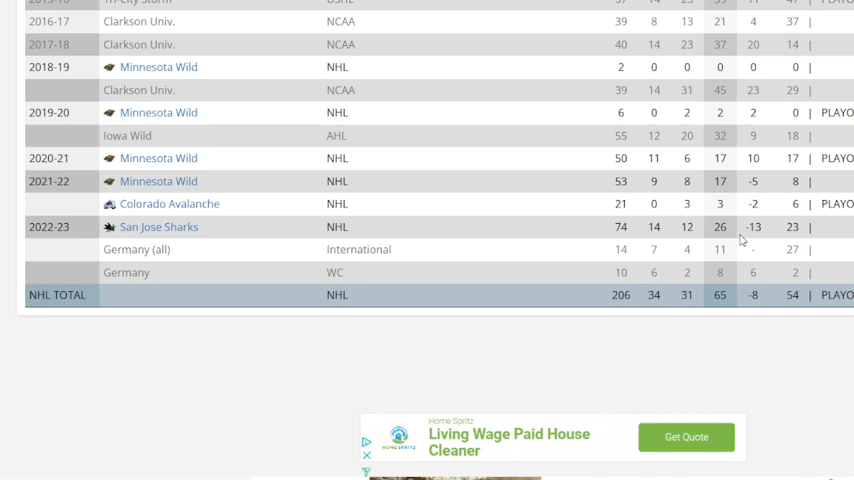 2016-17 Clarkson Univ. NCAA 39 8 13 21 4 37 |
2017-18 Clarkson Univ. NCAA 40 14 23 37 20 14 |
2018-19 Minnesota Wild NHL 2 0 0 0 0 0 |
Clarkson Univ. NCAA 39 14 31 45 23 29 |
2019-20 Minnesota Wild NHL 6 0 2 2 2 0 | PLAYO
Iowa Wild AHL 55 12 20 32 9 18 |
2020-21 Minnesota Wild NHL 50 11 6 17 10 17 | PLAYO
2021-22 Minnesota Wild NHL 53 9 8 17 -5 8 |
Colorado Avalanche NHL 21 0 3 3 -2 6 | PLAYO
2022-23 San Jose Sharks NHL 74 14 12 26 -13 23 |
Germany (all) International 14 7 4 11 - 27 |
Germany WC 10 6 2 8 6 2 |
NHL TOTAL NHL 206 34 31 65 -8 54 | PLAYO
Home Spritz
Living Wage Paid House
Cleaner
HOME SPRITZ
Get Quote